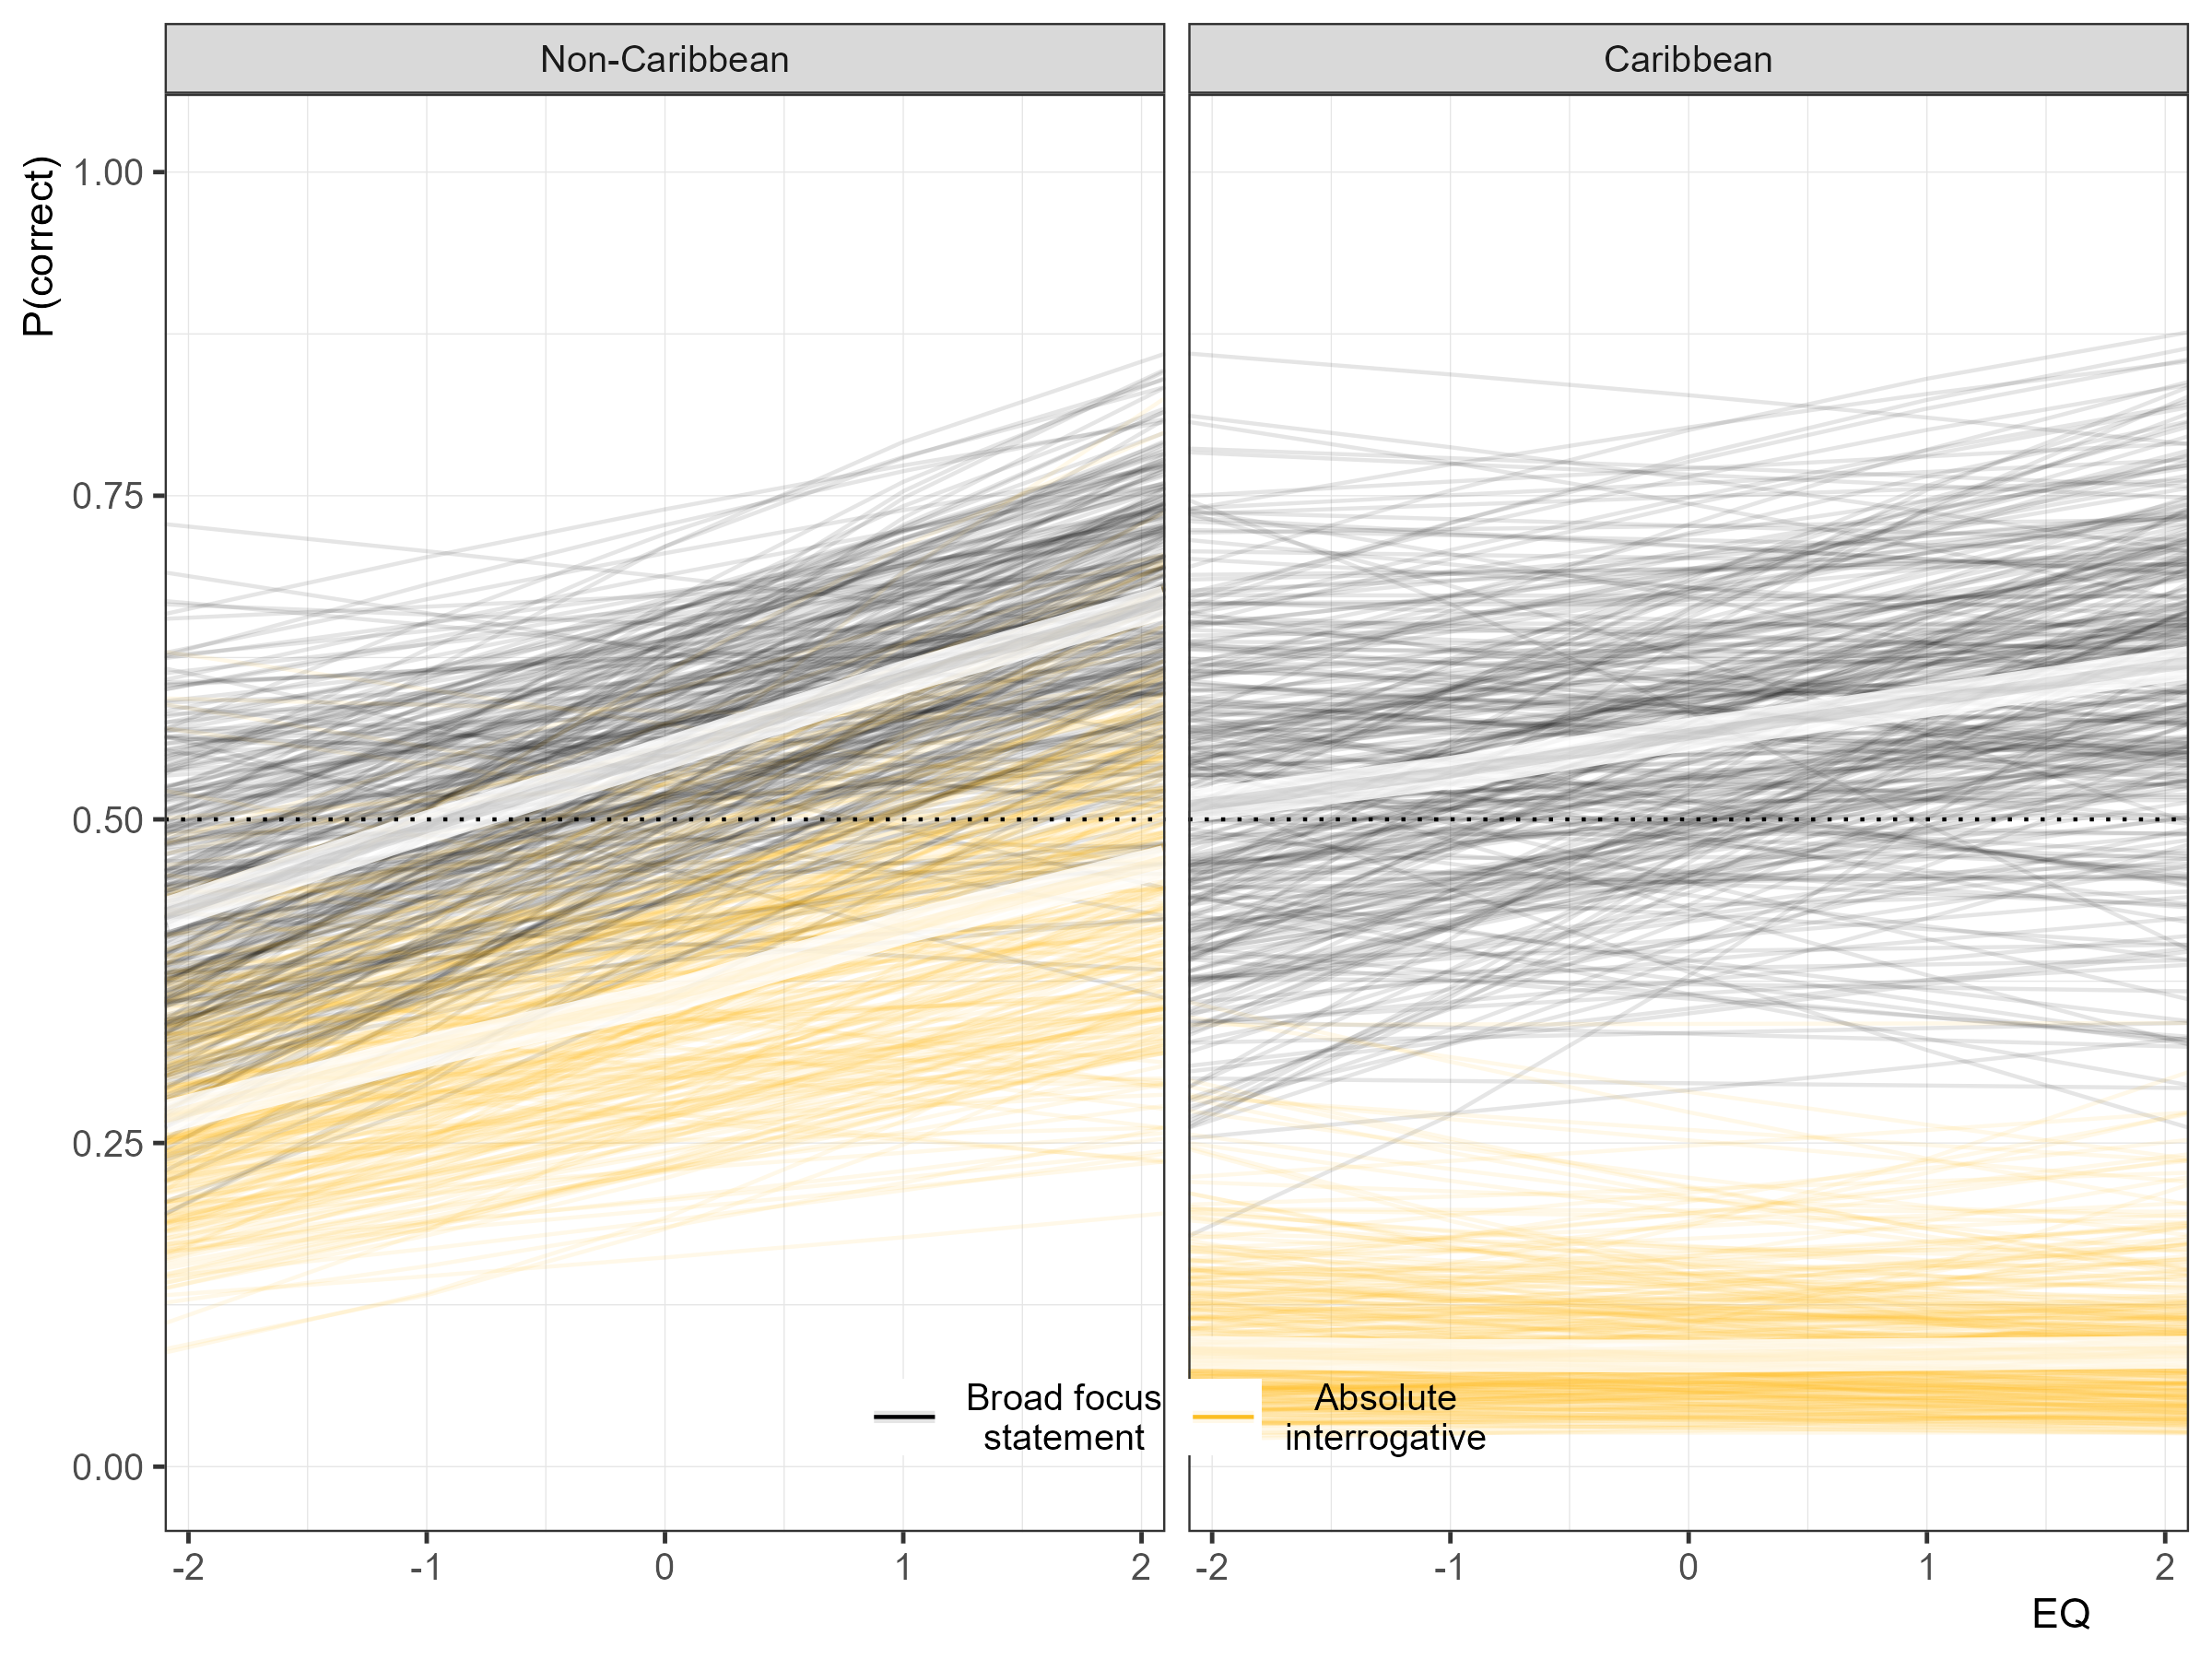 Non-Caribbean
Caribbean
P(correct)
1.00
0.75
0.50
0.25
0.00
Broad focus
statement
Absolute
interrogative
-2 -1 0 1 2
-2 -1 0 1 2
EQ